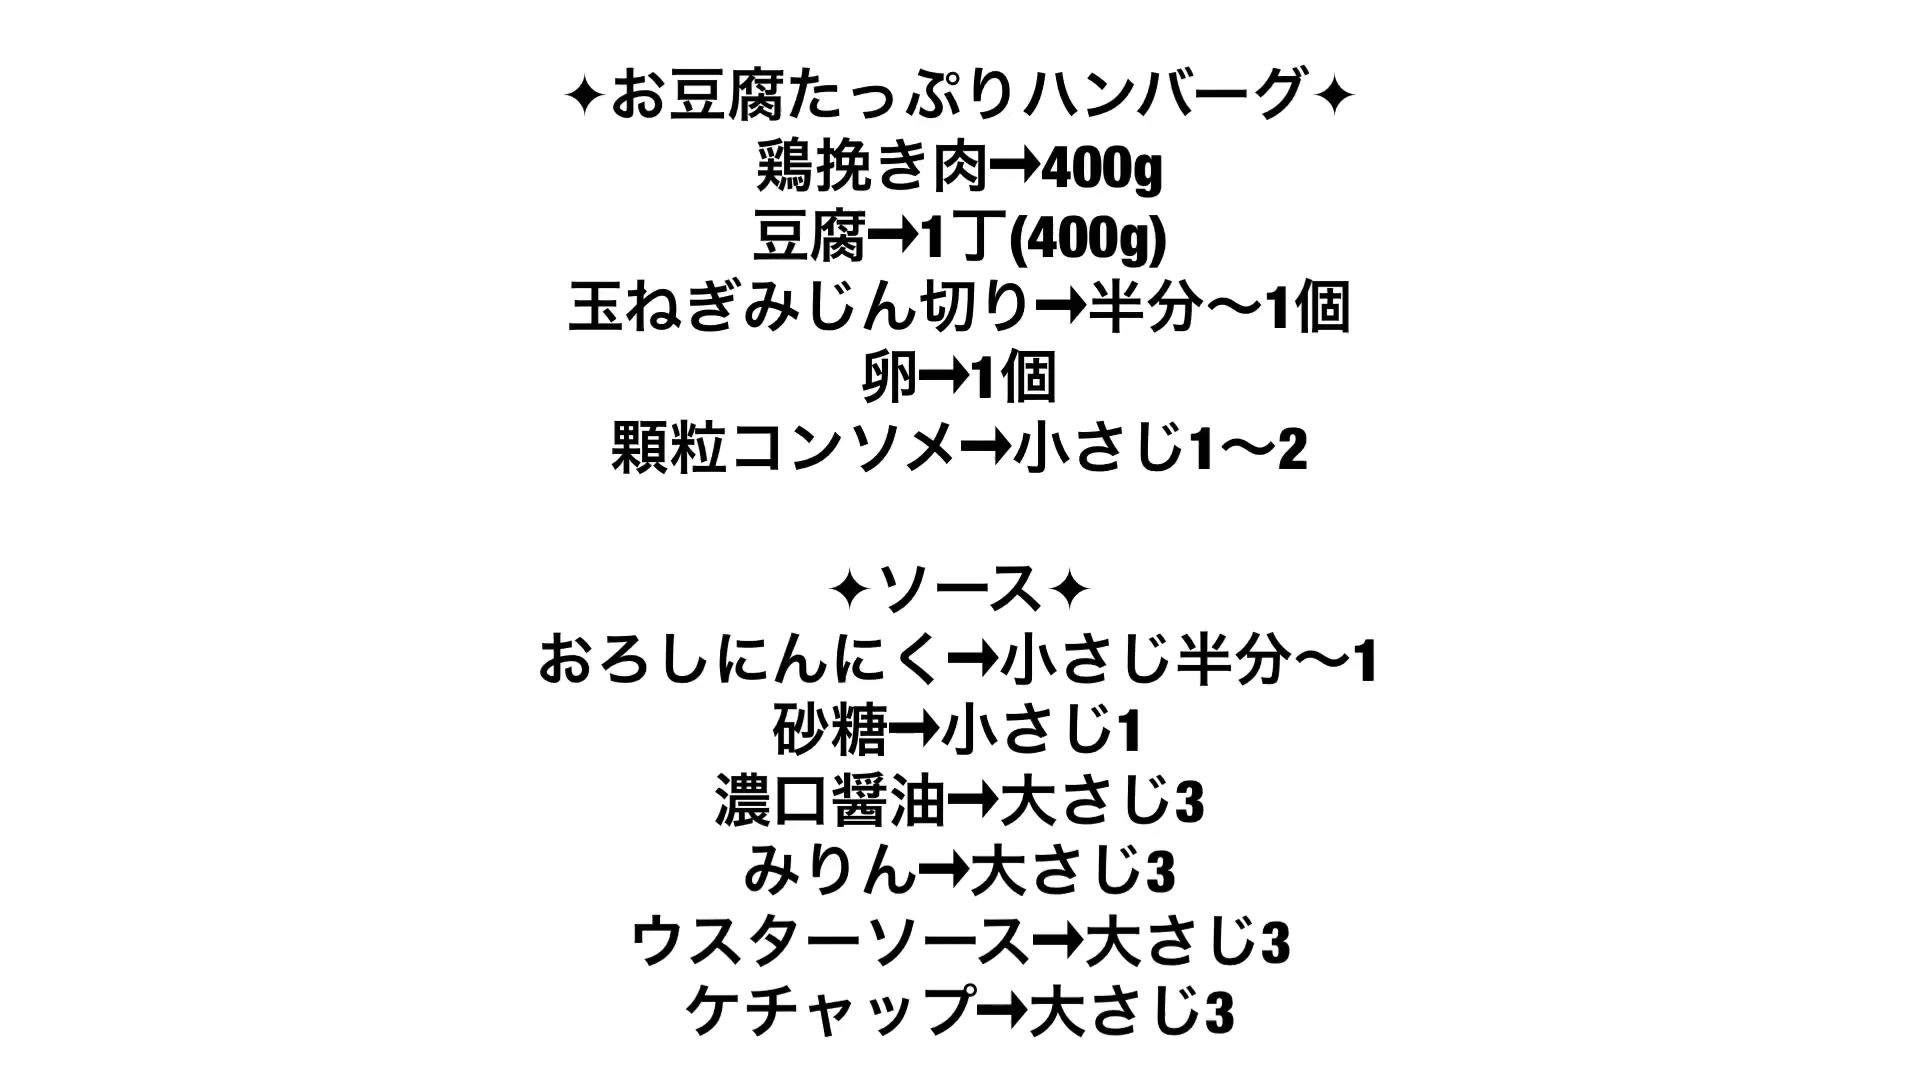 ✦お豆腐たっぷりハンバーグ✦
鶏挽き肉➞400g
豆腐➞1丁(400g)
玉ねぎみじん切り➞半分〜1個
卵➞1個
顆粒コンソメ➞小さじ1〜2
✦ソース✦
おろしにんにく➞小さじ半分〜1
砂糖➞小さじ1
濃口醤油➞大さじ3
みりん➞大さじ3
ウスターソース➞大さじ3
ケチャップ➞大さじ3